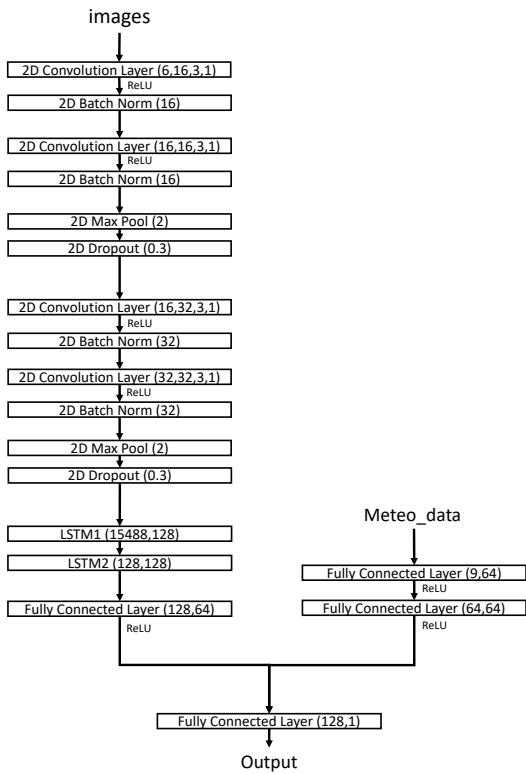 images
2D Convolution Layer (6,16,3,1)
ReLU
2D Batch Norm (16)
2D Convolution Layer (16,16,3,1)
ReLU
2D Batch Norm (16)
2D Max Pool (2)
2D Dropout (0.3)
2D Convolution Layer (16,32,3,1)
ReLU
2D Batch Norm (32)
2D Convolution Layer (32,32,3,1)
ReLU
2D Batch Norm (32)
2D Max Pool (2)
2D Dropout (0.3)
LSTM1 (15488,128)
LSTM2 (128,128)
Fully Connected Layer (128,64)
ReLU
Meteo_data
Fully Connected Layer (9,64)
ReLU
Fully Connected Layer (64,64)
ReLU
Fully Connected Layer (128,1)
Output